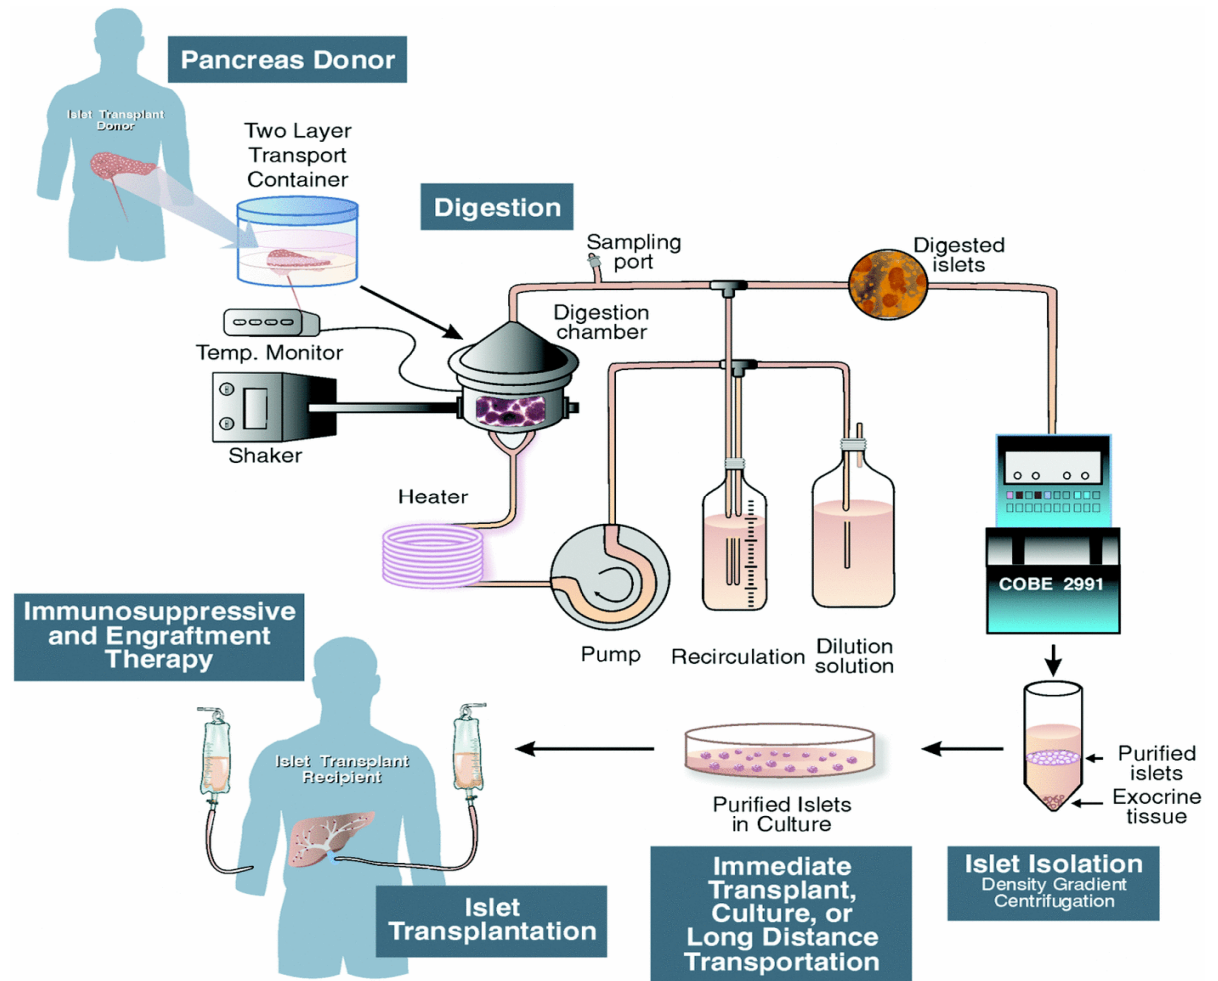 Pancreas Donor
Islet Transplant
Donor
Two Layer
Transport
Container
Digestion
Sampling
port
Digested
islets
Digestion
chamber
Temp. Monitor
Shaker
Heater
COBE 2991
Pump
Recirculation
Dilution
solution
Immunosuppressive
and Engraftment
Therapy
Islet Transplant
Recipient
Purified
islets
Exocrine
tissue
Purified Islets
in Culture
Islet
Transplantation
Immediate
Transplant,
Culture, or
Long Distance
Transportation
Islet Isolation
Density Gradient
Centrifugation